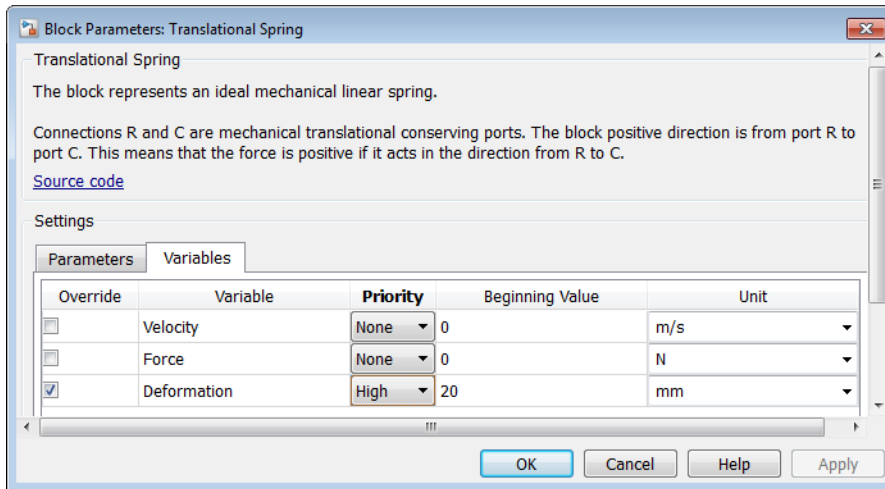 Block Parameters: Translational Spring
Translational Spring
The block represents an ideal mechanical linear spring.
Connections R and C are mechanical translational conserving ports. The block positive direction is from port R to
port C. This means that the force is positive if it acts in the direction from R to C.
Source code
Settings
Parameters Variables
Override Variable Priority Beginning Value Unit
Velocity None 0 m/s
Force None 0 N
Deformation High 20 mm
OK Cancel Help Apply